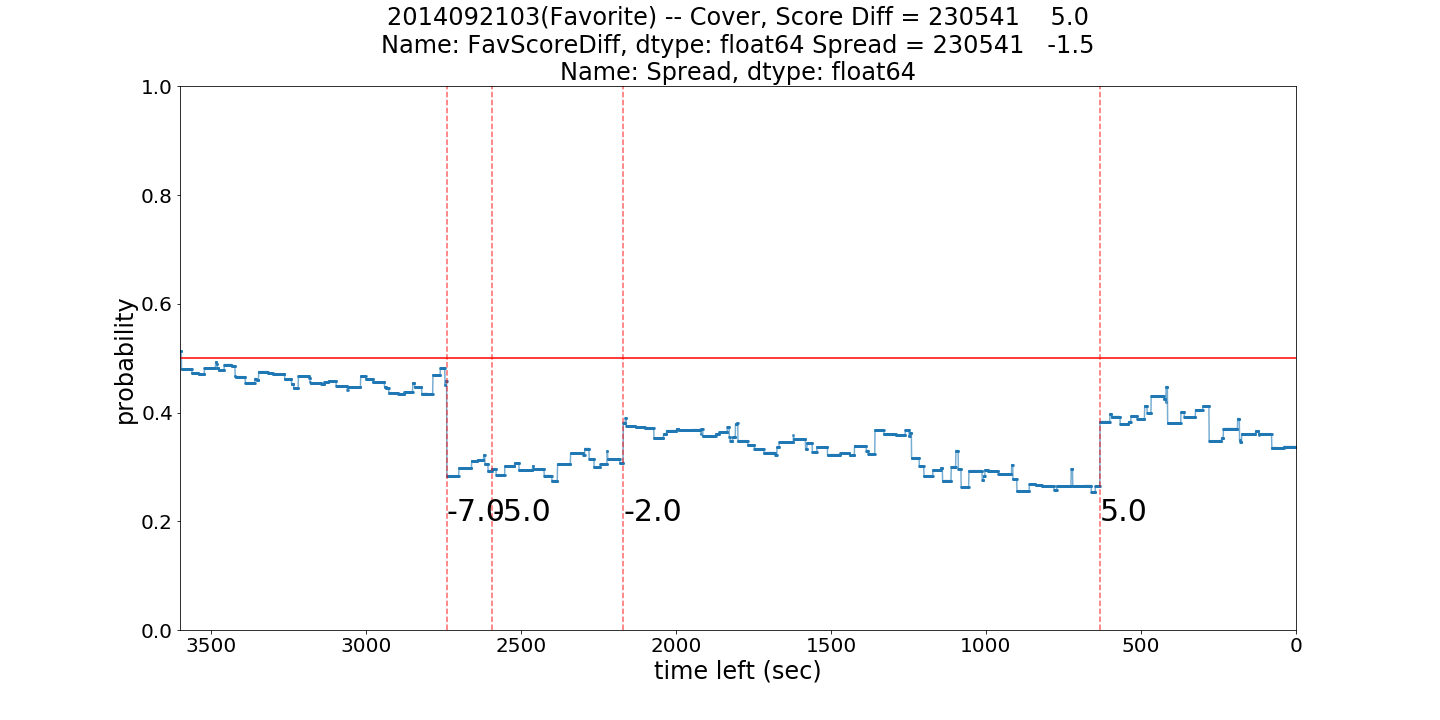 2014092103(Favorite) -- Cover, Score Diff = 230541    5.0
Name: FavScoreDiff, dtype: float64 Spread = 230541   -1.5
Name: Spread, dtype: float64
1.0
0.8
0.6
0.4
0.2
0.0
probability
-7.0
-5.0
-2.0
5.0
3500 3000 2500 2000 1500 1000 500 0
time left (sec)